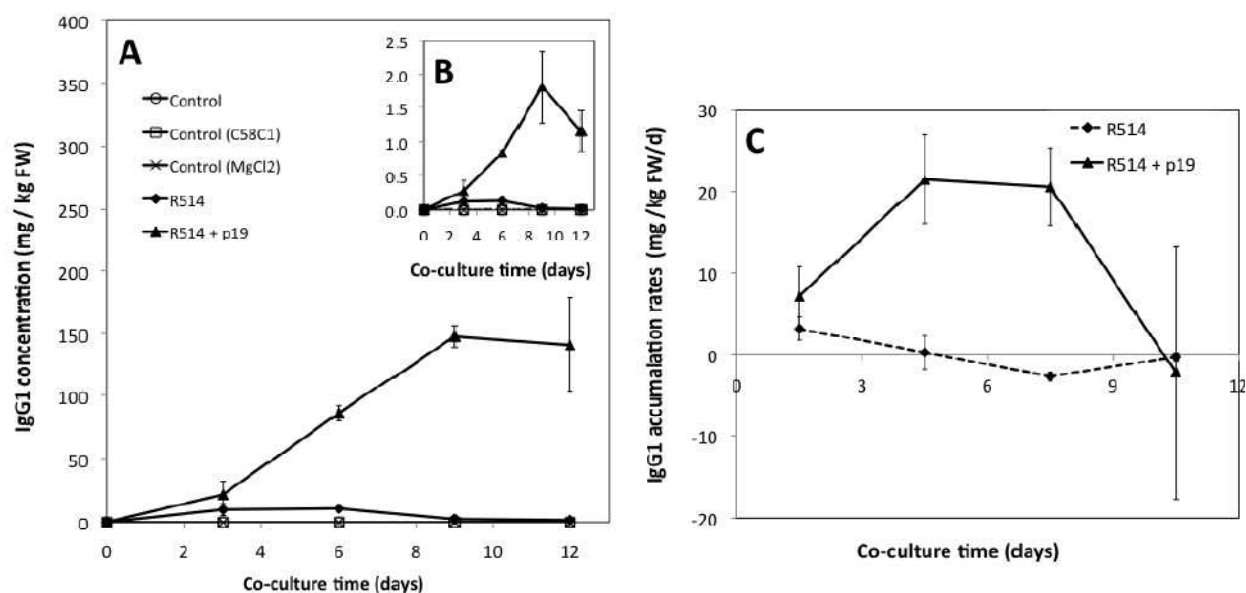 A
400
350
300
250
200
150
100
50
0
IgG1 concentration (mg / kg FW)
Control
Control (C58C1)
Control (MgCl2)
R514
R514 + p19
0 2 4 6 8 10 12
Co-culture time (days)
B
2.5
2.0
1.5
1.0
0.5
0.0
0 2 4 6 8 10 12
Co-culture time (days)
C
30
20
10
0
-10
-20
IgG1 accumalation rates (mg /kg FW/d)
R514
R514 + p19
0 3 6 9 12
Co-culture time (days)